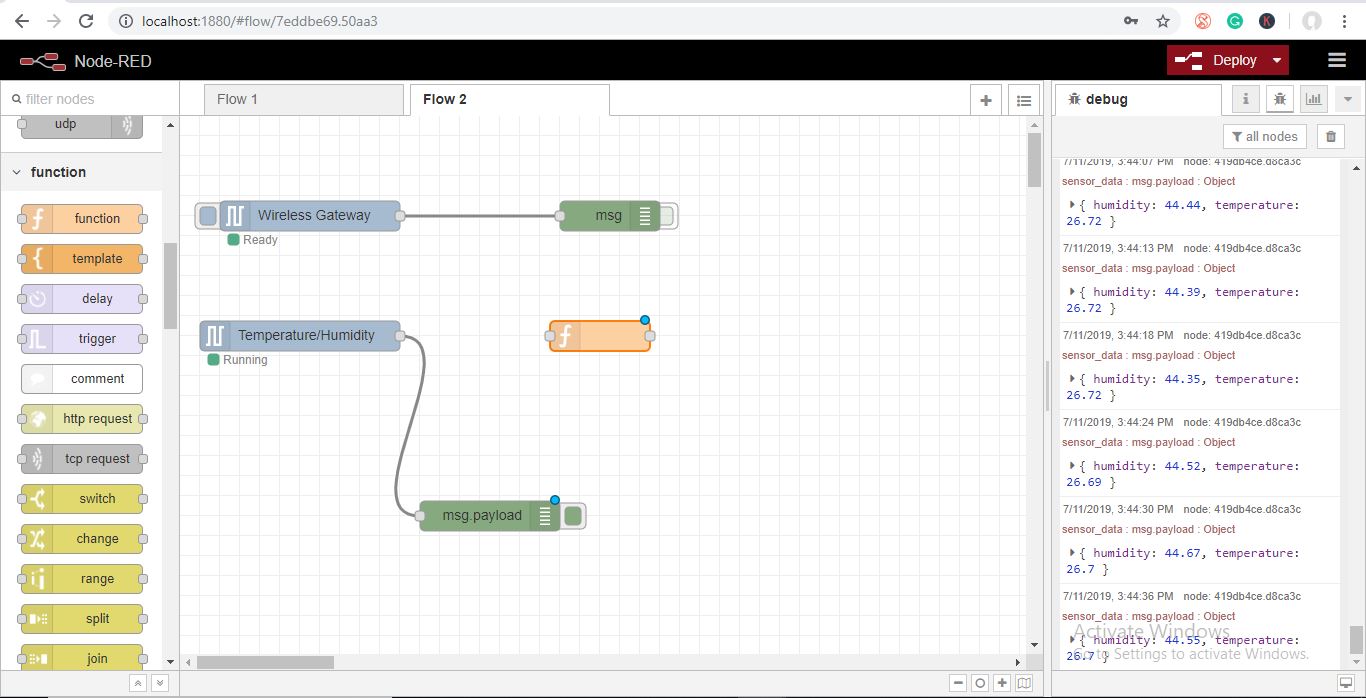 localhost:1880/#flow/7eddbe69.50aa3
K
Node-RED
Deploy
filter nodes
Flow 1
Flow 2
debug
all nodes
udp
function
function
template
delay
trigger
comment
http request
tcp request
switch
change
range
split
join
Wireless Gateway
Ready
msg
Temperature/Humidity
Running
msg.payload
7/11/2019, 3:44:07 PM node: 419db4ce.d8ca3c
sensor_data : msg.payload : Object
{ humidity: 44.44, temperature:
26.72 }
7/11/2019, 3:44:13 PM node: 419db4ce.d8ca3c
sensor_data : msg.payload : Object
{ humidity: 44.39, temperature:
26.72 }
7/11/2019, 3:44:18 PM node: 419db4ce.d8ca3c
sensor_data : msg.payload : Object
{ humidity: 44.35, temperature:
26.72 }
7/11/2019, 3:44:24 PM node: 419db4ce.d8ca3c
sensor_data : msg.payload : Object
{ humidity: 44.52, temperature:
26.69 }
7/11/2019, 3:44:30 PM node: 419db4ce.d8ca3c
sensor_data : msg.payload : Object
{ humidity: 44.67, temperature:
26.7 }
7/11/2019, 3:44:36 PM node: 419db4ce.d8ca3c
sensor_data : msg.payload : Object
Activate Windows
{ humidity: 44.55, temperature:
26.7 }
Go to Settings to activate Windows.